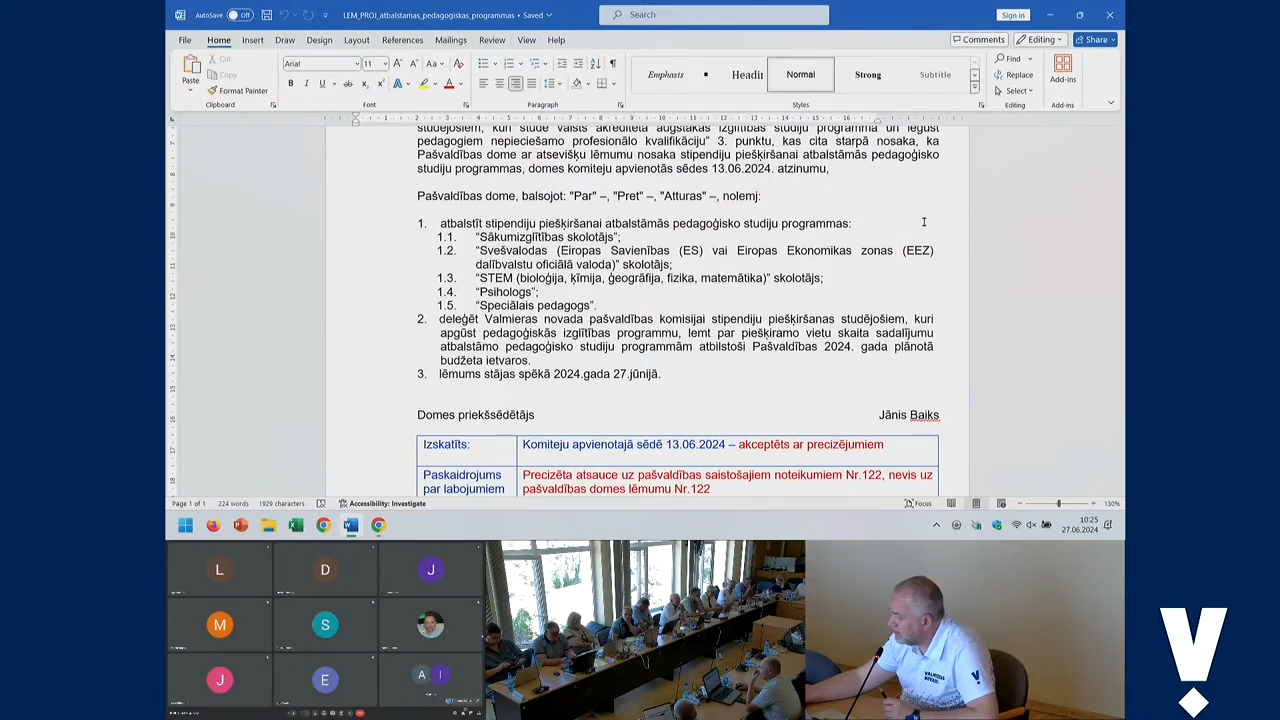 AutoSave Off LEM_PROJ_atbalstamas_pedagogiskas_programmas • Saved Search Sign in
File Home Insert Draw Design Layout References Mailings Review View Help Comments Editing Share
Paste Cut Copy Format Painter
Arial 11
Emphasis Normal Strong Subtitle
Find Replace Select Add-ins
Clipboard Font Paragraph Styles Editing Add-ins
studējošiem, kuri studē valsts akreditētā augstākās izglītības studiju programmā un iegūst
pedagogiem nepieciešamo profesionālo kvalifikāciju” 3. punktu, kas cita starpā nosaka, ka
Pašvaldības dome ar atsevišķu lēmumu nosaka stipendiju piešķiršanai atbalstāmās pedagoģisko
studiju programmas, domes komiteju apvienotās sēdes 13.06.2024. atzinumu,
Pašvaldības dome, balsojot: "Par" –, "Pret" –, "Atturas" –, nolemj:
1. atbalstīt stipendiju piešķiršanai atbalstāmās pedagoģisko studiju programmas:
1.1. “Sākumizglītības skolotājs”;
1.2. “Svešvalodas (Eiropas Savienības (ES) vai Eiropas Ekonomikas zonas (EEZ)
dalībvalstu oficiālā valoda)” skolotājs;
1.3. “STEM (bioloģija, ķīmija, ģeogrāfija, fizika, matemātika)” skolotājs;
1.4. “Psihologs”;
1.5. “Speciālais pedagogs”.
2. deleģēt Valmieras novada pašvaldības komisijai stipendiju piešķiršanas studējošiem, kuri
apgūst pedagoģiskās izglītības programmu, lemt par piešķiramo vietu skaita sadalījumu
atbalstāmo pedagoģisko studiju programmām atbilstoši Pašvaldības 2024. gada plānotā
budžeta ietvaros.
3. lēmums stājas spēkā 2024.gada 27.jūnijā.
Domes priekšsēdētājs Jānis Baiks
Izskatīts: Komiteju apvienotajā sēdē 13.06.2024 – akceptēts ar precizējumiem
Paskaidrojums Precizēta atsauce uz pašvaldības saistošajiem noteikumiem Nr.122, nevis uz
par labojumiem pašvaldības domes lēmumu Nr.122
Page 1 of 1 224 words 1929 characters Accessibility: Investigate Focus 130%
10:25
27.06.2024
L D J
M S
J E A I
VALMIERAS
NOVADS